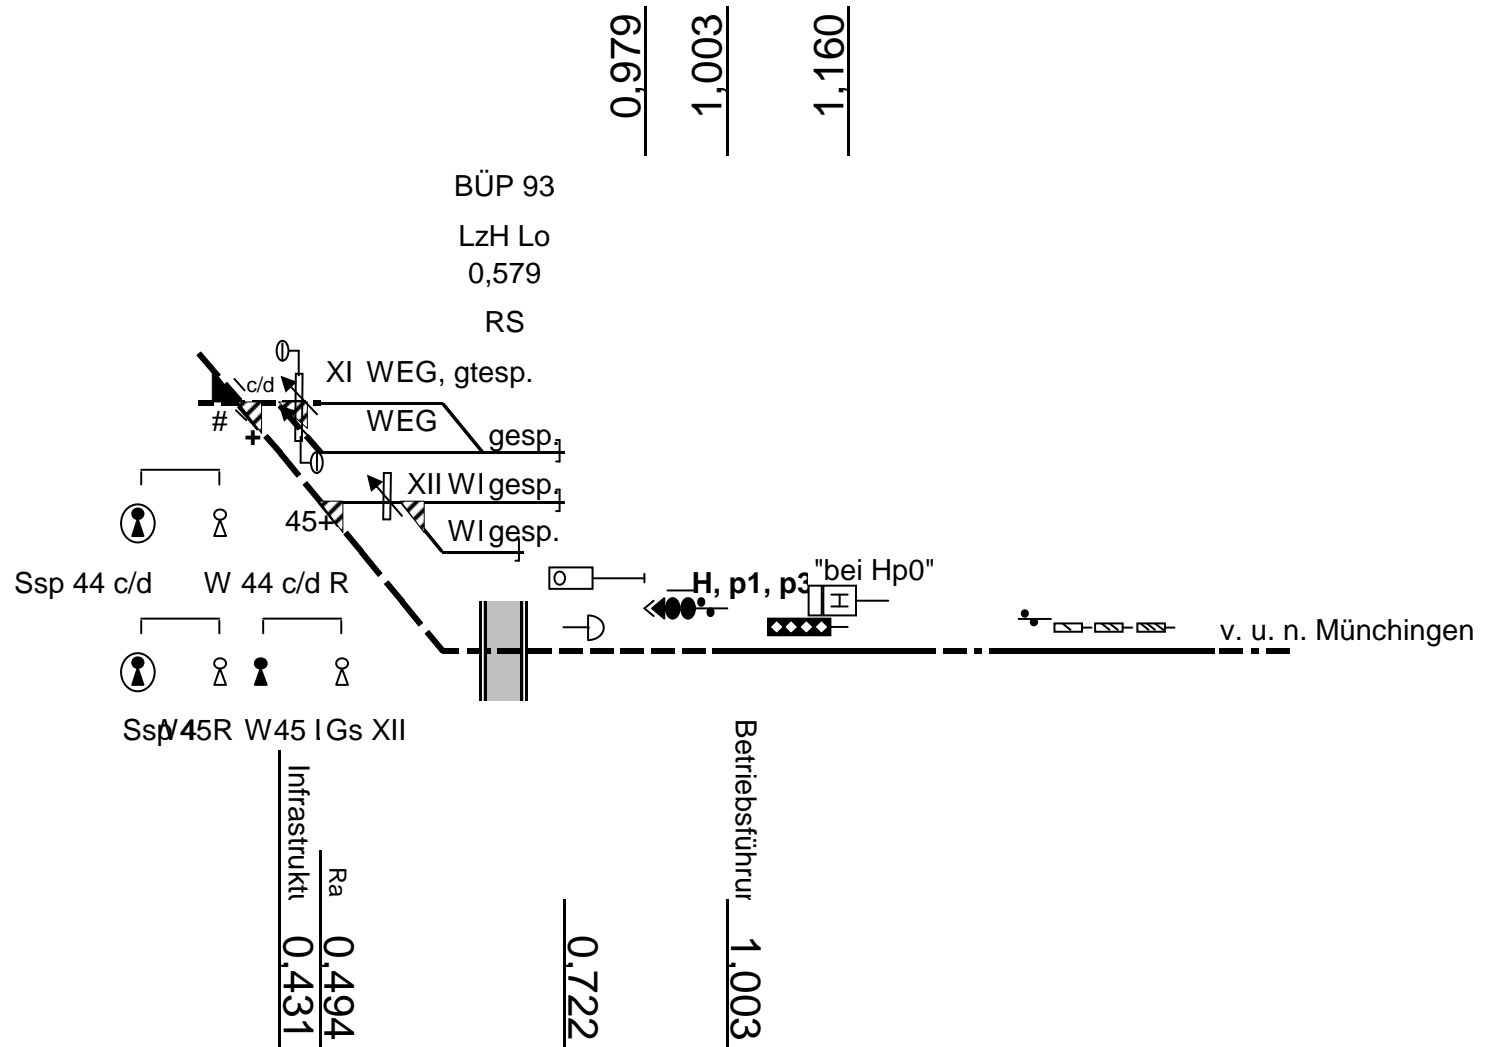 0,979
1,003
1,160
BÜP 93
LzH Lo
0,579
RS
c/d
XI WEG, gtesp.
#
WEG
+
gesp.
XII WI gesp.
45+
WI gesp.
"bei Hp0"
H, p1, p3
Ssp 44 c/d W 44 c/d R
v. u. n. Münchingen
W45R W45 Gs XII
Betriebsführur
Infrastruktu
Ra
0,431
0,494
0,722
1,003